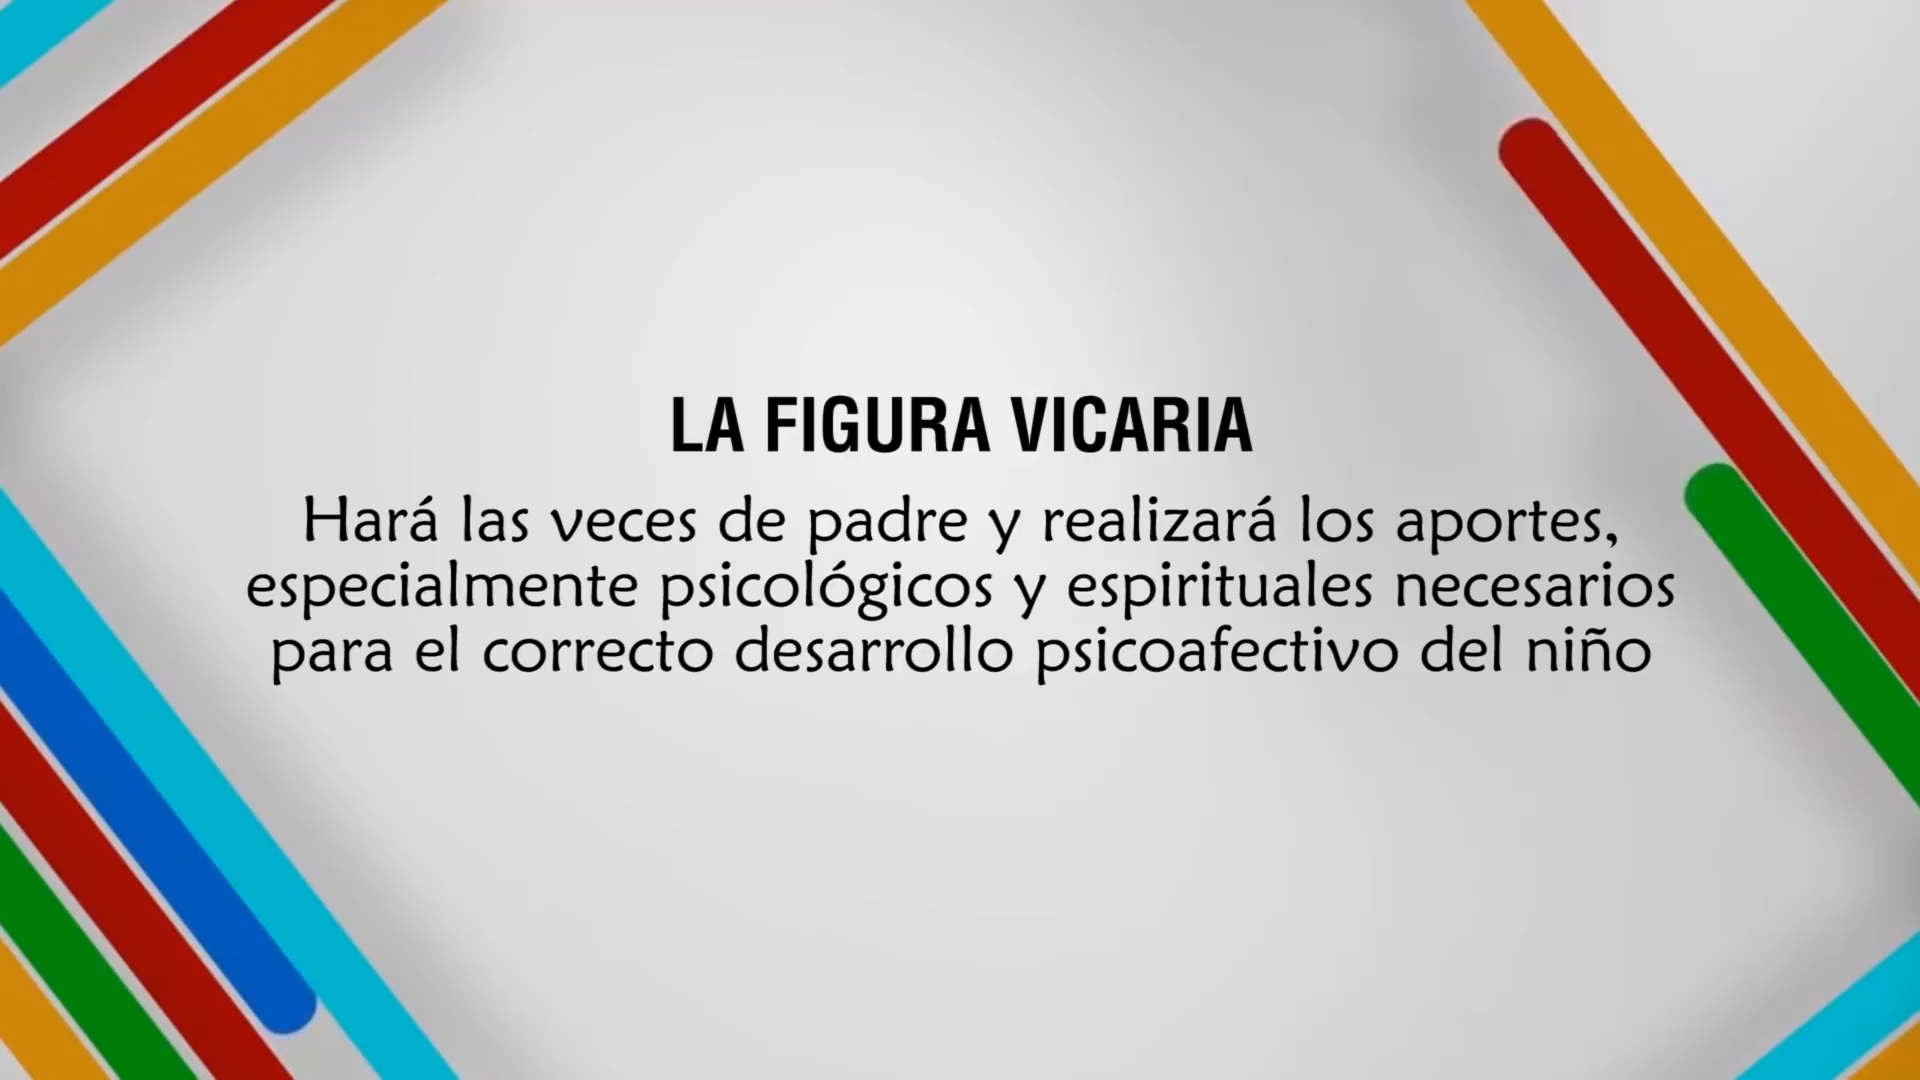 LA FIGURA VICARIA
Hará las veces de padre y realizará los aportes,
especialmente psicológicos y espirituales necesarios
para el correcto desarrollo psicoafectivo del niño